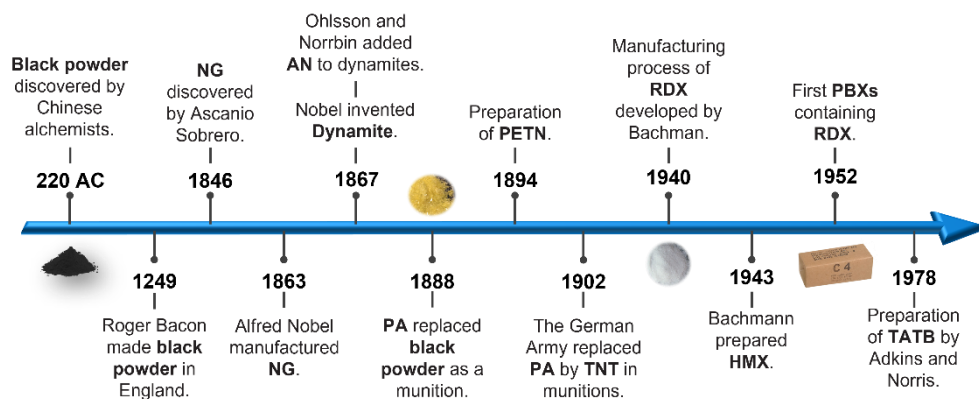 Black powder
discovered by
Chinese
alchemists.
220 AC
NG
discovered
by Ascanio
Sobrero.
1846
Ohlsson and
Norrbin added
AN to dynamites.
Nobel invented
Dynamite.
1867
Preparation
of PETN.
1894
Manufacturing
process of
RDX
developed by
Bachman.
1940
First PBXs
containing
RDX.
1952
1249
Roger Bacon
made black
powder in
England.
1863
Alfred Nobel
manufactured
NG.
1888
PA replaced
black
powder as a
munition.
1902
The German
Army replaced
PA by TNT in
munitions.
1943
Bachmann
prepared
HMX.
C 4
1978
Preparation
of TATB by
Adkins and
Norris.